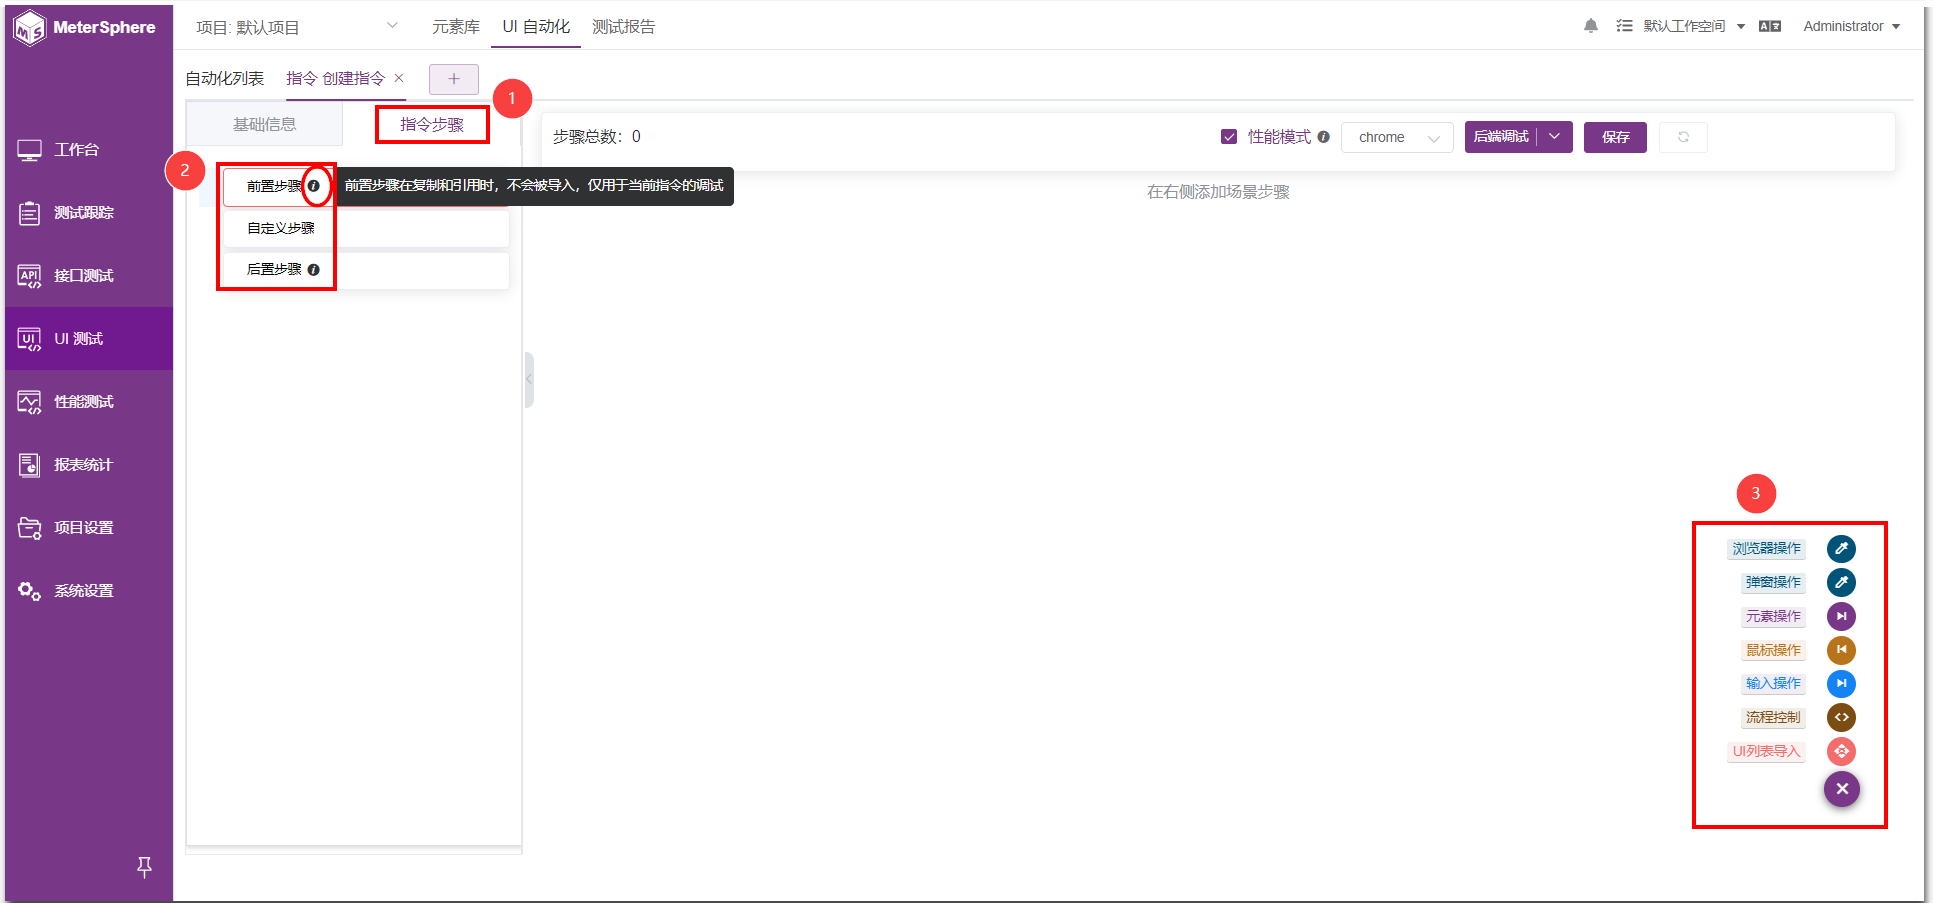 MeterSphere
项目: 默认项目
元素库
UI 自动化
测试报告
默认工作空间
Administrator
自动化列表
指令 创建指令
1
基础信息
指令步骤
步骤总数：0
性能模式
chrome
后端调试
保存
2
前置步骤
前置步骤在复制和引用时，不会被导入，仅用于当前指令的调试
在右侧添加场景步骤
自定义步骤
后置步骤
工作台
测试跟踪
API
接口测试
UI
UI 测试
性能测试
报表统计
项目设置
系统设置
3
浏览器操作
弹窗操作
元素操作
鼠标操作
输入操作
流程控制
UI列表导入